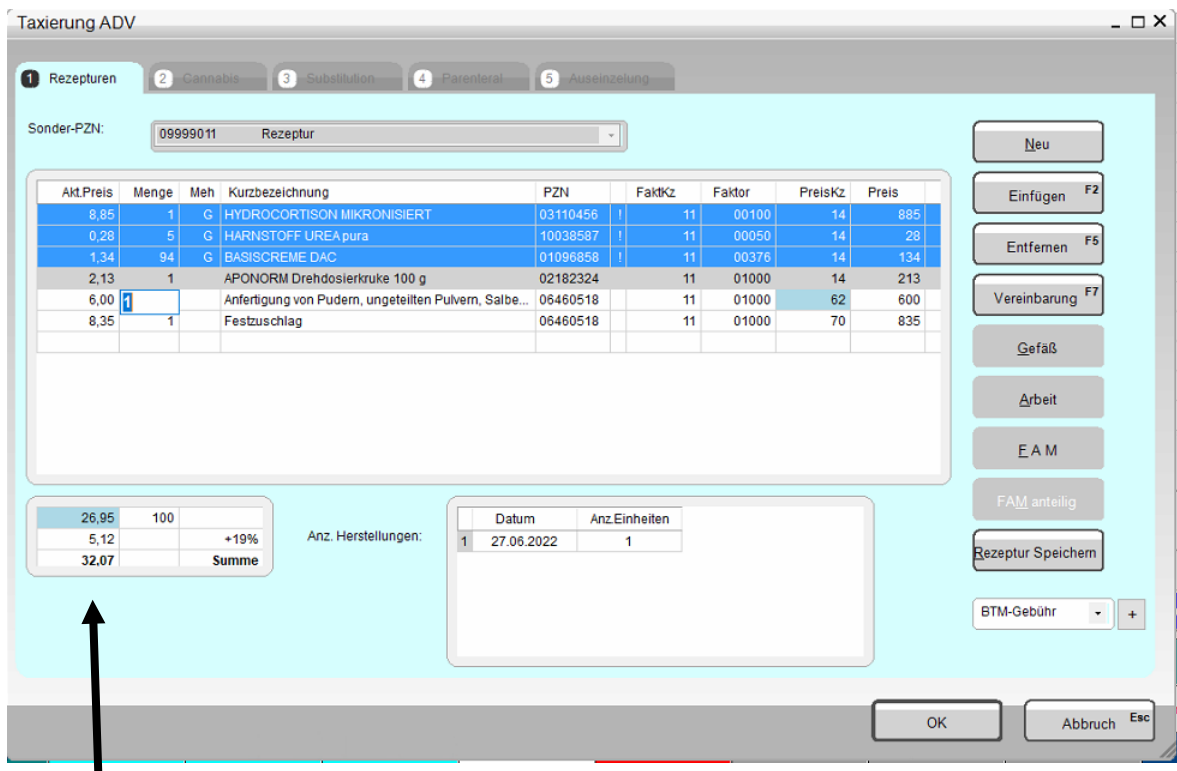 Taxierung ADV
1 Rezepturen 2 Cannabis 3 Substitution 4 Parenteral 5 Auseinzelung
Sonder-PZN: 09999011 Rezeptur
Neu
Akt.Preis Menge Meh Kurzbezeichnung PZN FaktKz Faktor PreisKz Preis
8,85 1 G HYDROCORTISON MIKRONISIERT 03110456 ! 11 00100 14 885
0,28 5 G HARNSTOFF UREA pura 10038587 ! 11 00050 14 28
1,34 94 G BASISCREME DAC 01096858 ! 11 00376 14 134
2,13 1 APONORM Drehdosierkruke 100 g 02182324 11 01000 14 213
6,00 1 Anfertigung von Pudern, ungeteilten Pulvern, Salbe... 06460518 11 01000 62 600
8,35 1 Festzuschlag 06460518 11 01000 70 835
Einfügen F2
Entfernen F5
Vereinbarung F7
Gefäß
Arbeit
F A M
FAM anteilig
Rezeptur Speichern
BTM-Gebühr +
26,95 100
5,12 +19%
32,07 Summe
Anz. Herstellungen:
Datum Anz.Einheiten
1 27.06.2022 1
OK
Abbruch Esc